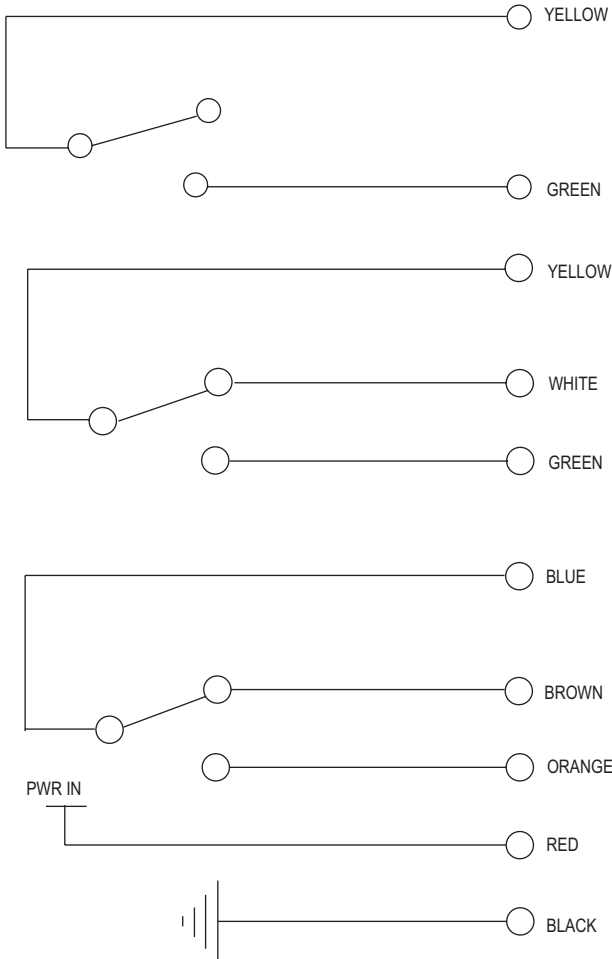 YELLOW
GREEN
YELLOW
WHITE
GREEN
BLUE
BROWN
ORANGE
PWR IN
RED
BLACK